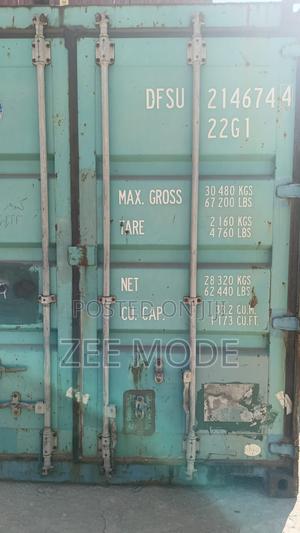 DFSU 214674 4
22G1
MAX. GROSS 30 480 KGS
67 200 LBS
TARE 2 160 KGS
4 760 LBS
NET 28 320 KGS
62 440 LBS
CU. CAP. 33.2 CU.M.
1 173 CU.FT.
POSTED ON JIJI
ZEE MODE